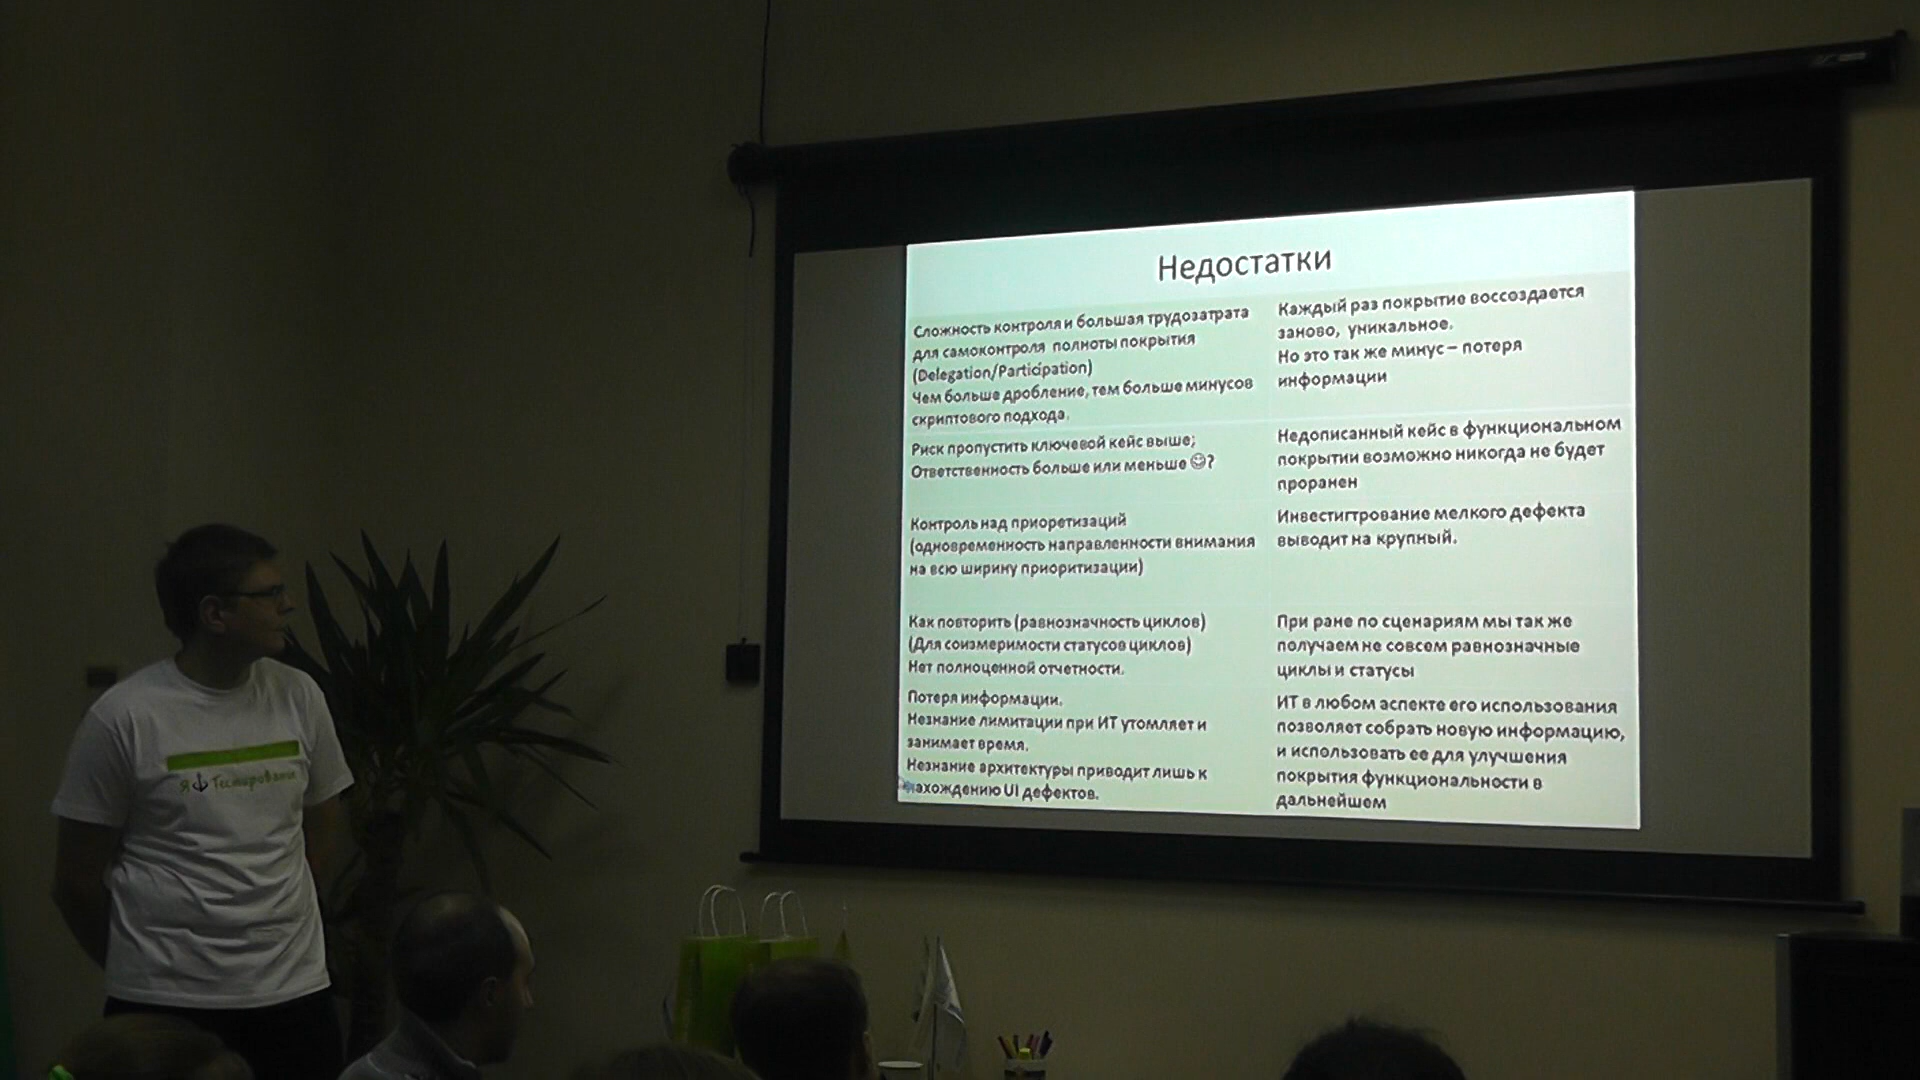 Недостатки
Сложность контроля и большая трудозатрата
для самоконтроля полноты покрытия
(Delegation/Participation)
Чем больше дробление, тем больше минусов
скриптового подхода.
Каждый раз покрытие воссоздается
заново, уникальное.
Но это так же минус – потеря
информации
Риск пропустить ключевой кейс выше;
Ответственность больше или меньше ☺?
Недописанный кейс в функциональном
покрытии возможно никогда не будет
проранен
Контроль над приоретизаций
(одновременность направленности внимания
на всю ширину приоритизации)
Инвестигтрование мелкого дефекта
выводит на крупный.
Как повторить (равнозначность циклов)
(Для соизмеримости статусов циклов)
Нет полноценной отчетности.
При ране по сценариям мы так же
получаем не совсем равнозначные
циклы и статусы
Потеря информации.
Незнание лимитации при ИТ утомляет и
занимает время.
Незнание архитектуры приводит лишь к
нахождению UI дефектов.
ИТ в любом аспекте его использования
позволяет собрать новую информацию,
и использовать ее для улучшения
покрытия функциональности в
дальнейшем
Я Тестирование